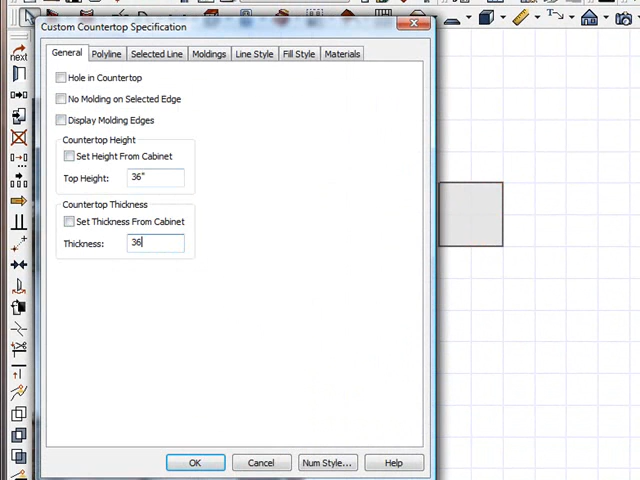 Custom Countertop Specification
General Polyline Selected Line Moldings Line Style Fill Style Materials
Hole in Countertop
No Molding on Selected Edge
Display Molding Edges
Countertop Height
Set Height From Cabinet
Top Height: 36"
Countertop Thickness
Set Thickness From Cabinet
Thickness: 36
OK Cancel Num Style... Help
next